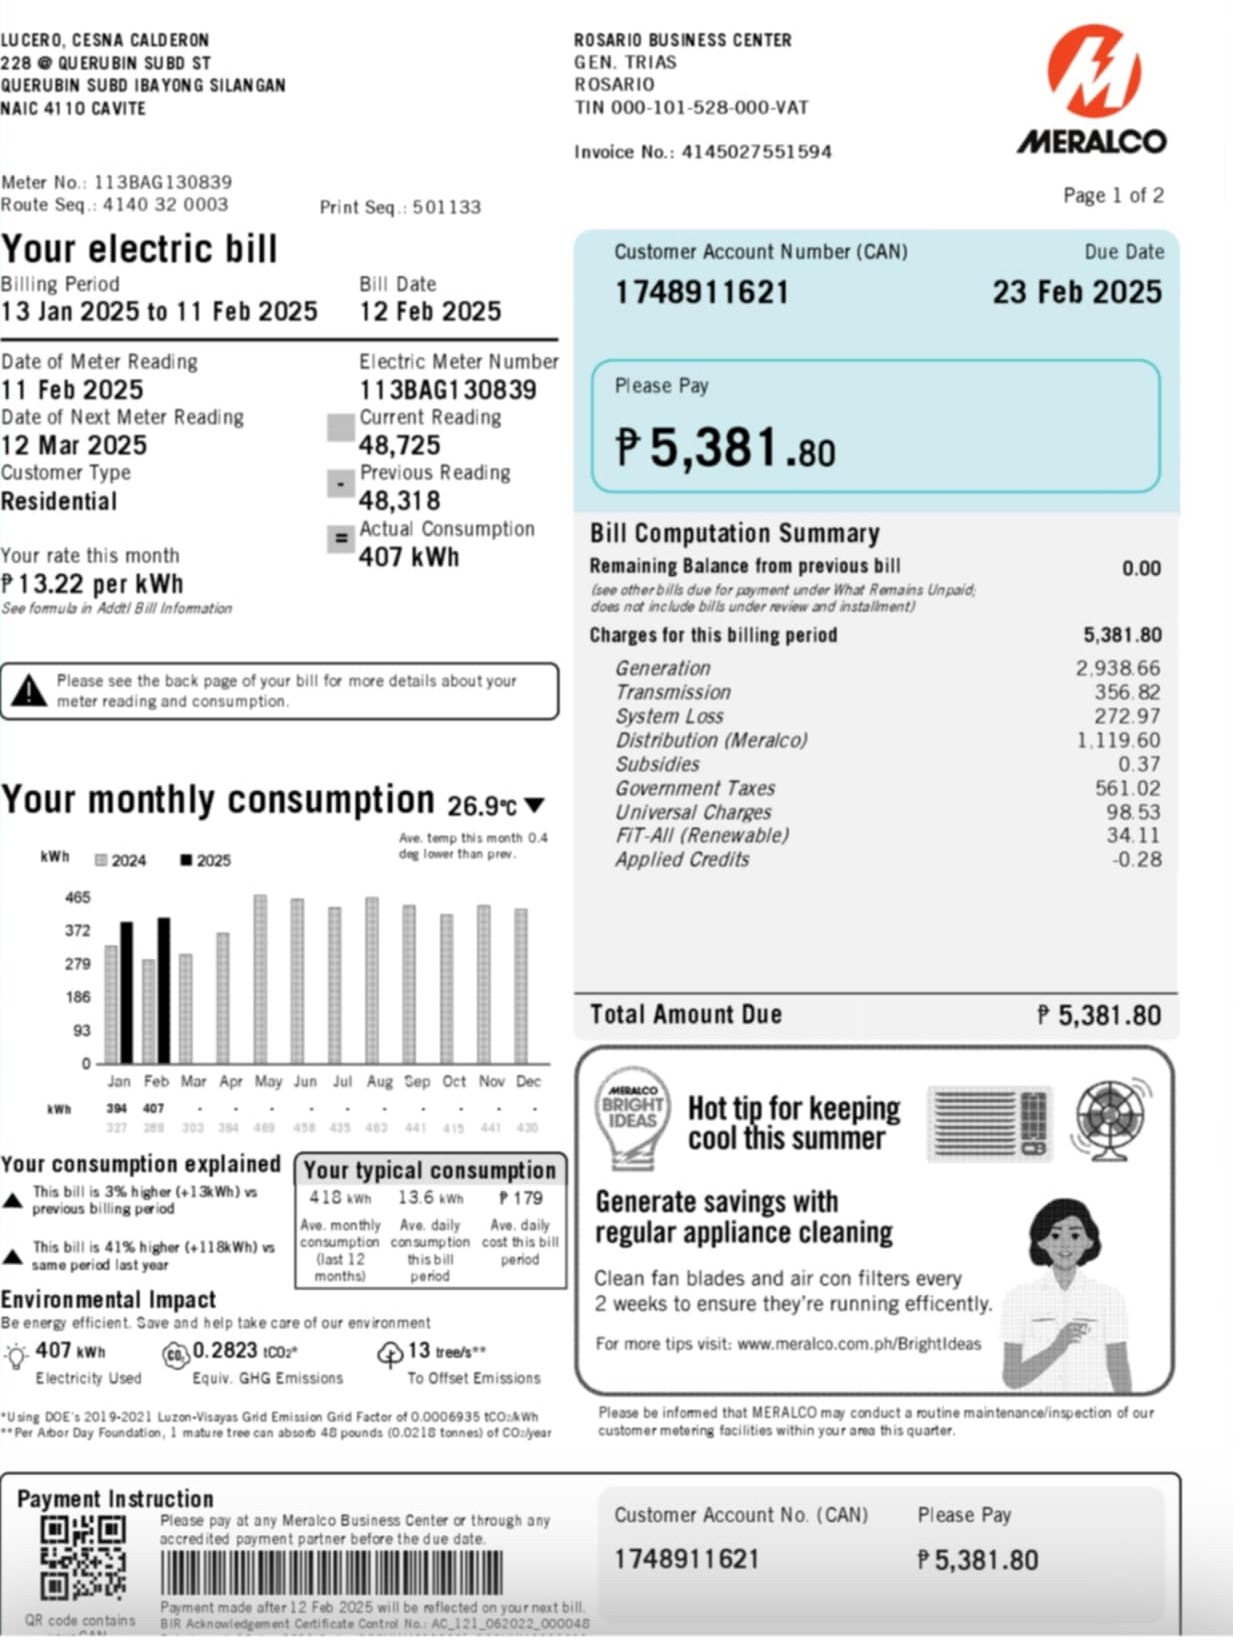 LUCERO, CESNA CALDERON
228 @ QUERUBIN SUBD ST
QUERUBIN SUBD IBAYONG SILANGAN
NAIC 4110 CAVITE
ROSARIO BUSINESS CENTER
GEN. TRIAS
ROSARIO
TIN 000-101-528-000-VAT
Invoice No.: 4145027551594
MERALCO
Page 1 of 2
Meter No.: 113BAG130839
Route Seq.: 4140 32 0003
Print Seq.: 501133
Your electric bill
Billing Period
13 Jan 2025 to 11 Feb 2025
Bill Date
12 Feb 2025
Date of Meter Reading
11 Feb 2025
Date of Next Meter Reading
12 Mar 2025
Customer Type
Residential
Your rate this month
₱13.22 per kWh
See formula in Addtl Bill Information
Electric Meter Number
113BAG130839
Current Reading
48,725
- Previous Reading
48,318
= Actual Consumption
407 kWh
Please see the back page of your bill for more details about your
meter reading and consumption.
Customer Account Number (CAN)
1748911621
Due Date
23 Feb 2025
Please Pay
₱5,381.80
Bill Computation Summary
Remaining Balance from previous bill 0.00
(see other bills due for payment under What Remains Unpaid;
does not include bills under review and installment)
Charges for this billing period 5,381.80
Generation 2,938.66
Transmission 356.82
System Loss 272.97
Distribution (Meralco) 1,119.60
Subsidies 0.37
Government Taxes 561.02
Universal Charges 98.53
FiT-All (Renewable) 34.11
Applied Credits -0.28
Total Amount Due ₱ 5,381.80
Your monthly consumption 26.9°C
Ave. temp this month 0.4
deg lower than prev.
kWh 2024 2025
465
372
279
186
93
0
Jan Feb Mar Apr May Jun Jul Aug Sep Oct Nov Dec
kWh 394 407 - - - - - - - - - -
327 289 303 364 469 458 435 463 441 415 441 430
Your consumption explained
This bill is 3% higher (+13kWh) vs
previous billing period
This bill is 41% higher (+118kWh) vs
same period last year
Your typical consumption
418 kWh 13.6 kWh ₱ 179
Ave. monthly
consumption
(last 12
months)
Ave. daily
consumption
this bill
period
Ave. daily
cost this bill
period
Environmental Impact
Be energy efficient. Save and help take care of our environment
407 kWh
Electricity Used
CO₂ 0.2823 tCO₂*
Equiv. GHG Emissions
13 tree/s**
To Offset Emissions
*Using DOE's 2019-2021 Luzon-Visayas Grid Emission Grid Factor of 0.0006935 tCO₂/kWh
**Per Arbor Day Foundation, 1 mature tree can absorb 48 pounds (0.0218 tonnes) of CO₂/year
MERALCO
BRIGHT
IDEAS
Hot tip for keeping
cool this summer
Generate savings with
regular appliance cleaning
Clean fan blades and air con filters every
2 weeks to ensure they're running efficently.
For more tips visit: www.meralco.com.ph/BrightIdeas
Please be informed that MERALCO may conduct a routine maintenance/inspection of our
customer metering facilities within your area this quarter.
Payment Instruction
Please pay at any Meralco Business Center or through any
accredited payment partner before the due date.
Payment made after 12 Feb 2025 will be reflected on your next bill.
BIR Acknowledgement Certificate Control No.: AC_121_062022_000048
QR code contains
Customer Account No. (CAN)
1748911621
Please Pay
₱5,381.80